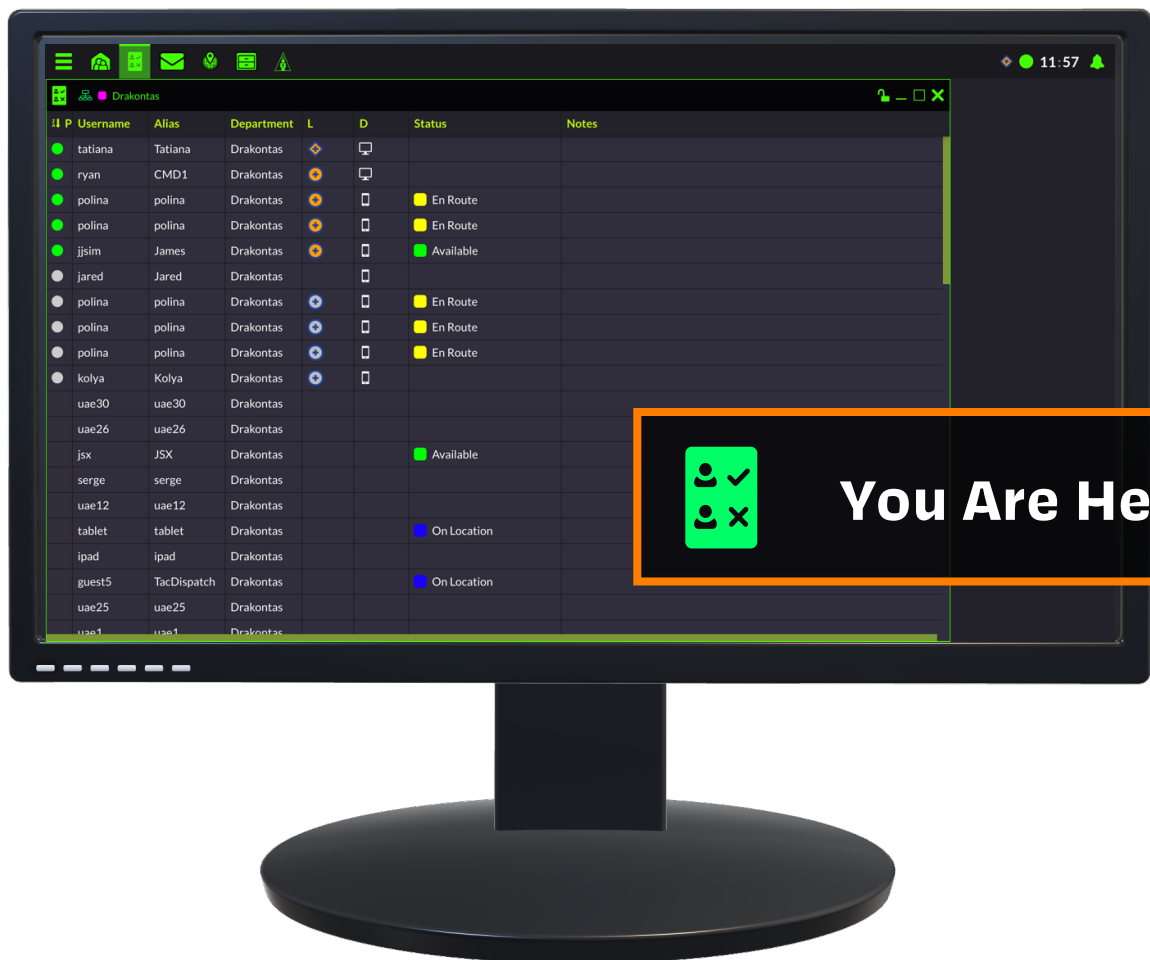 11:57
Drakontas
P Username Alias Department L D Status Notes
tatiana Tatiana Drakontas
ryan CMD1 Drakontas
polina polina Drakontas En Route
polina polina Drakontas En Route
jjsim James Drakontas Available
jared Jared Drakontas
polina polina Drakontas En Route
polina polina Drakontas En Route
polina polina Drakontas En Route
kolya Kolya Drakontas
uae30 uae30 Drakontas
uae26 uae26 Drakontas
jsx JSX Drakontas Available
serge serge Drakontas
uae12 uae12 Drakontas
tablet tablet Drakontas On Location
ipad ipad Drakontas
guest5 TacDispatch Drakontas On Location
uae25 uae25 Drakontas
uae1 uae1 Drakontas
You Are He